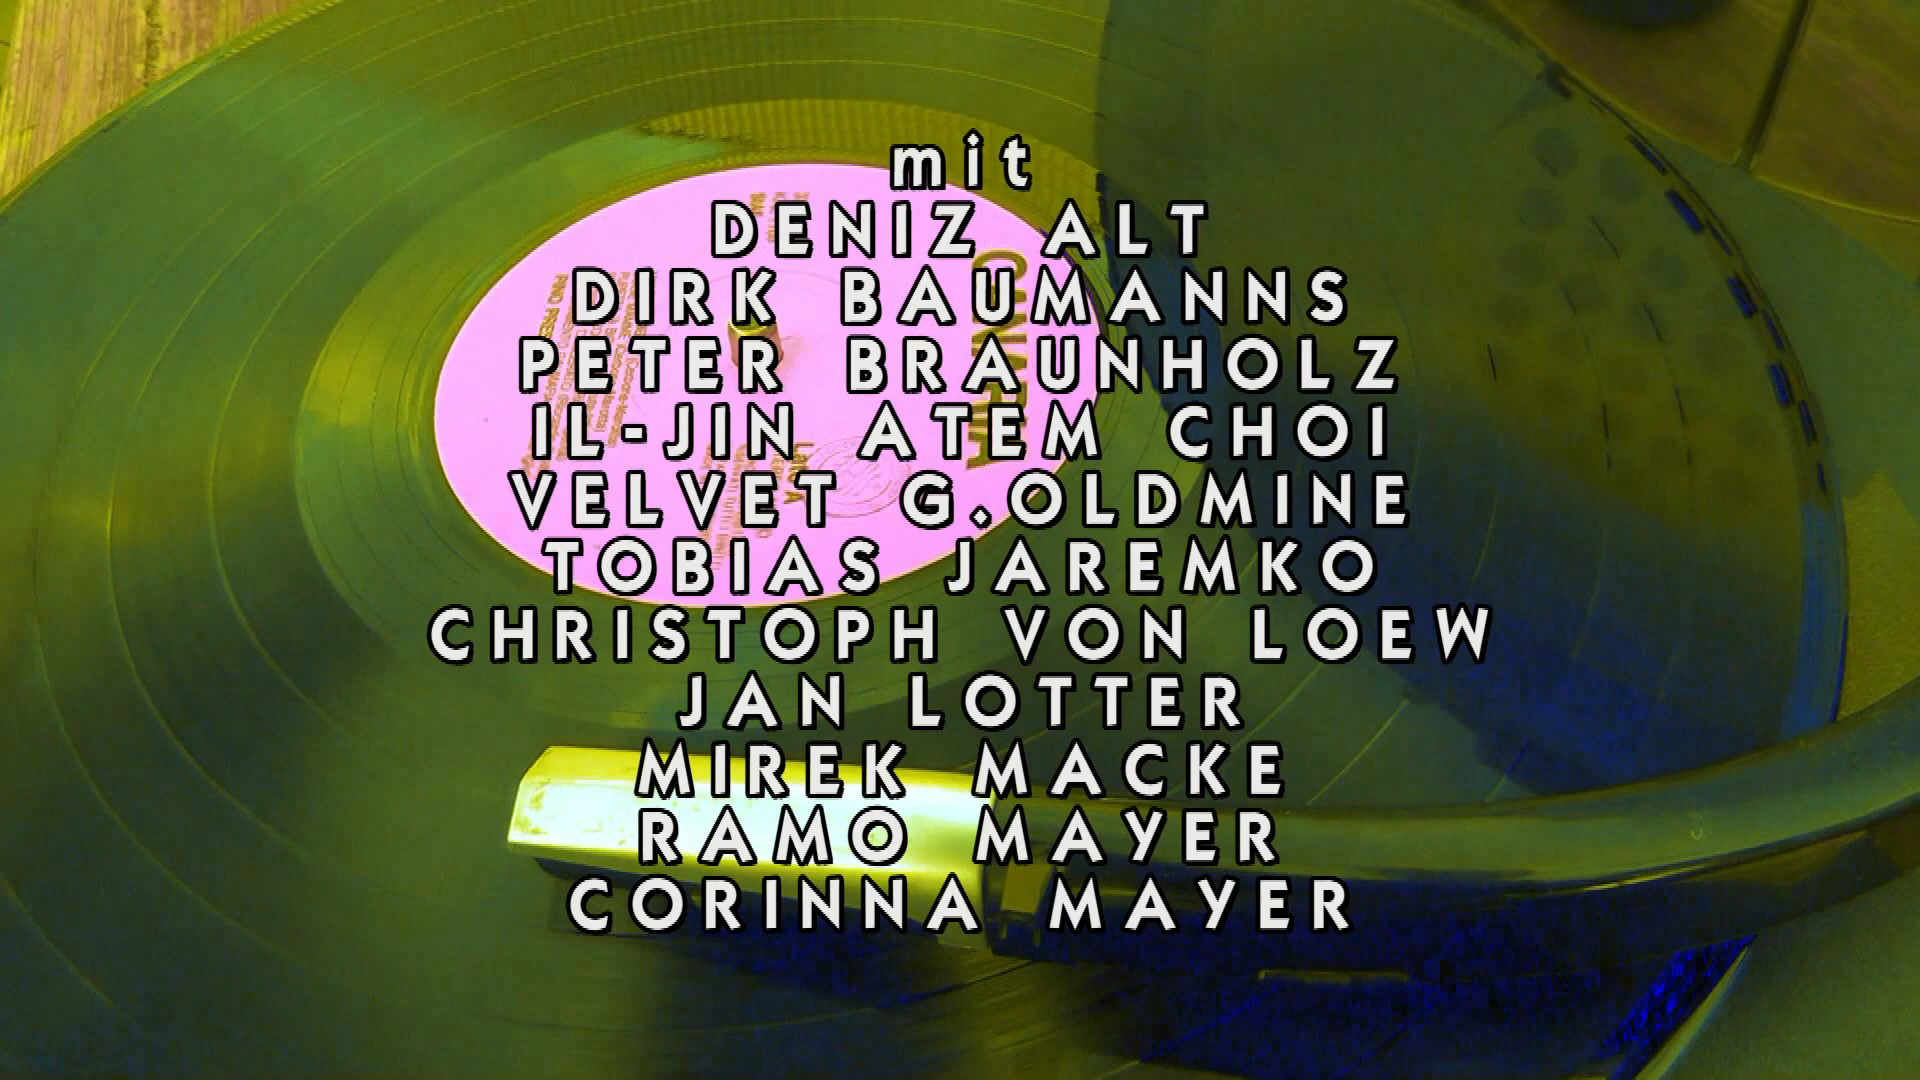 mit
DENIZ ALT
DIRK BAUMANNS
PETER BRAUNHOLZ
IL-JIN ATEM CHOI
VELVET G.OLDMINE
TOBIAS JAREMKO
CHRISTOPH VON LOEW
JAN LOTTER
MIREK MACKE
RAMO MAYER
CORINNA MAYER